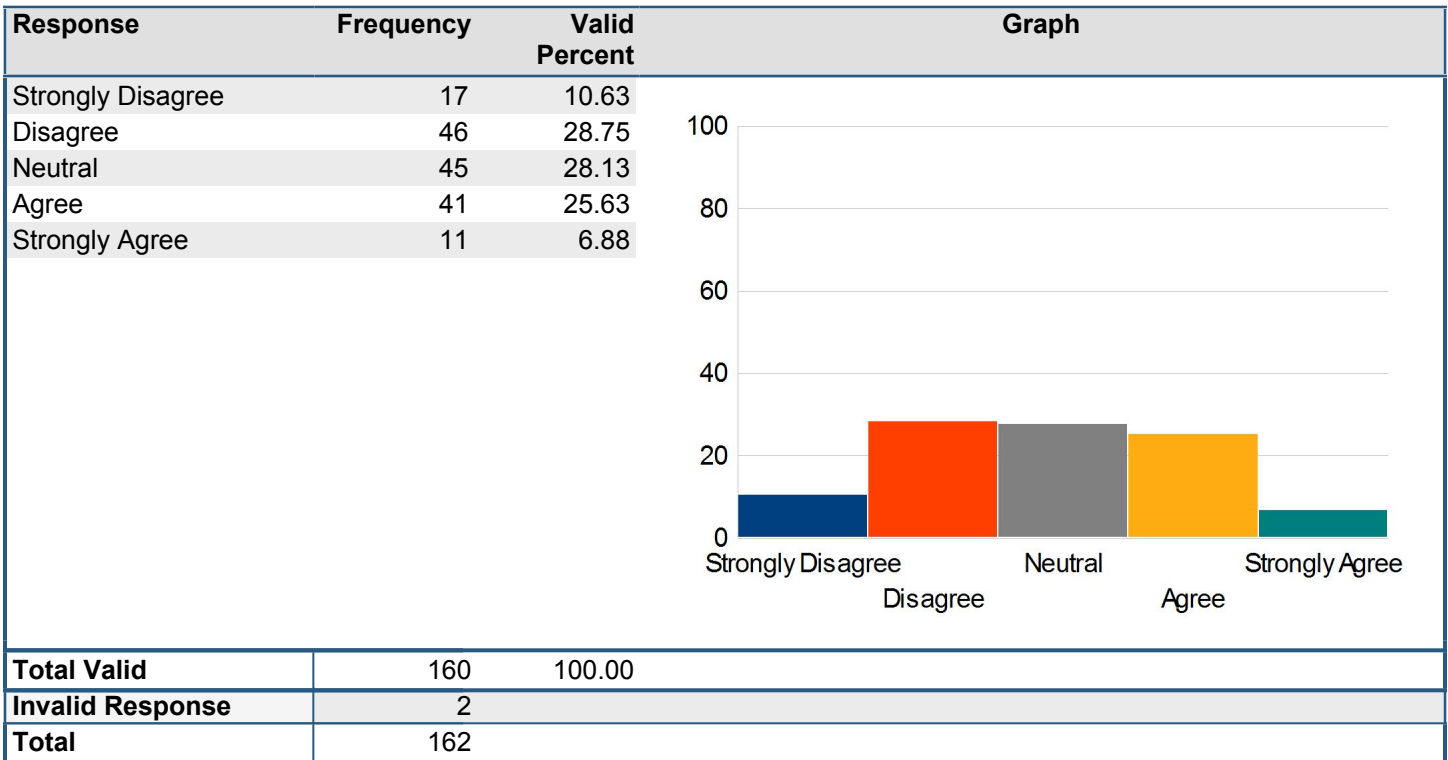 Response Frequency Valid Percent Graph
Strongly Disagree 17 10.63
Disagree 46 28.75
Neutral 45 28.13
Agree 41 25.63
Strongly Agree 11 6.88
100
80
60
40
20
0
Strongly Disagree Neutral Strongly Agree
Disagree Agree
Total Valid 160 100.00
Invalid Response 2
Total 162